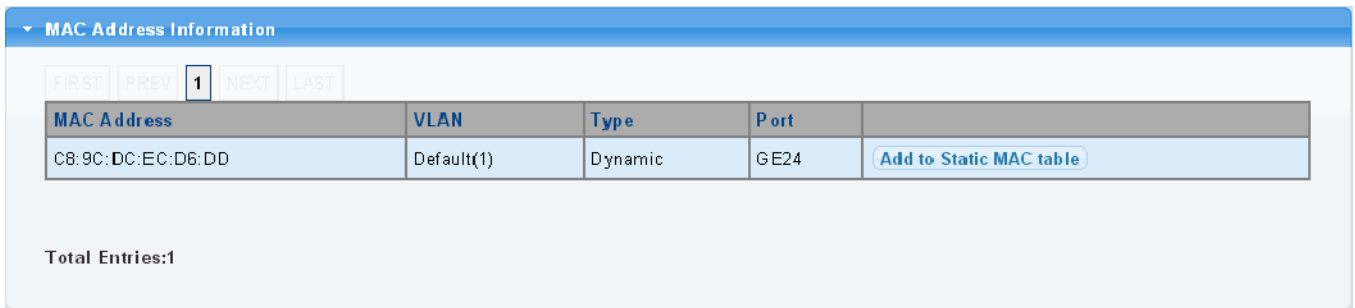 MAC Address Information
FIRST PREV 1 NEXT LAST
MAC Address VLAN Type Port
C8:9C:DC:EC:D6:DD Default(1) Dynamic GE24 Add to Static MAC table
Total Entries:1